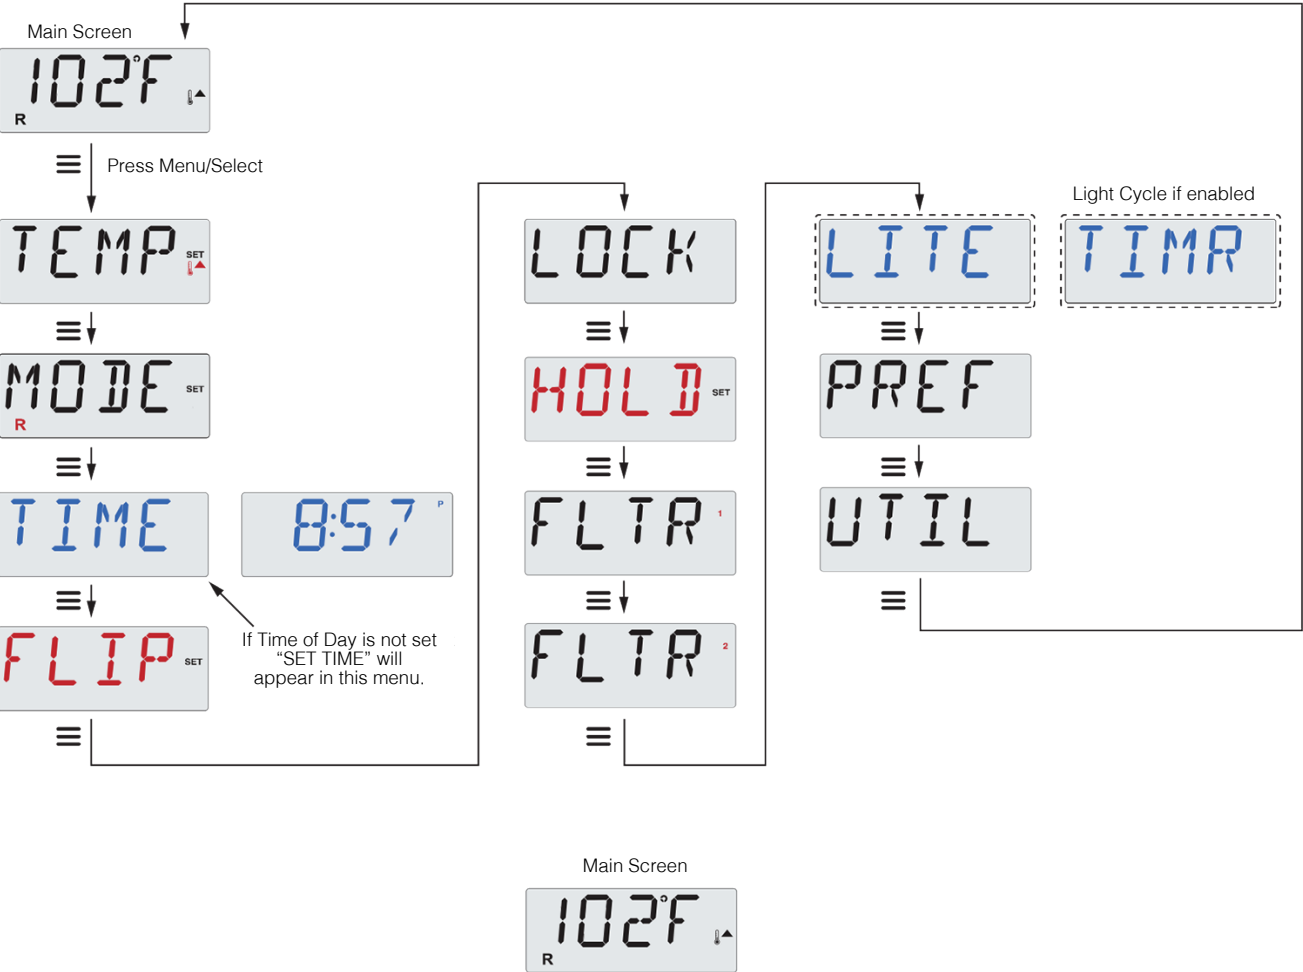 Main Screen
102°F
R
Press Menu/Select
TEMP SET
MODE SET
R
TIME
8:57 P
If Time of Day is not set
“SET TIME” will
appear in this menu.
FLIP SET
LOCK
HOLD SET
FLTR 1
FLTR 2
Light Cycle if enabled
LITE
TIMR
PREF
UTIL
Main Screen
102°F
R